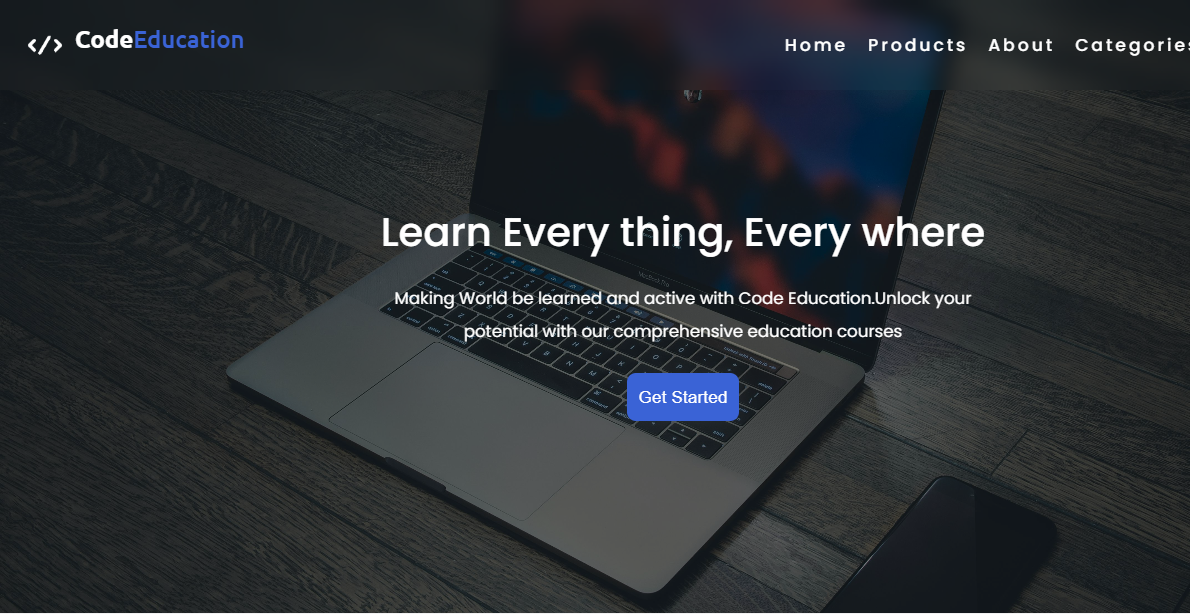 CodeEducation
Home Products About Categories
Learn Every thing, Every where
Making World be learned and active with Code Education.Unlock your
potential with our comprehensive education courses
Get Started